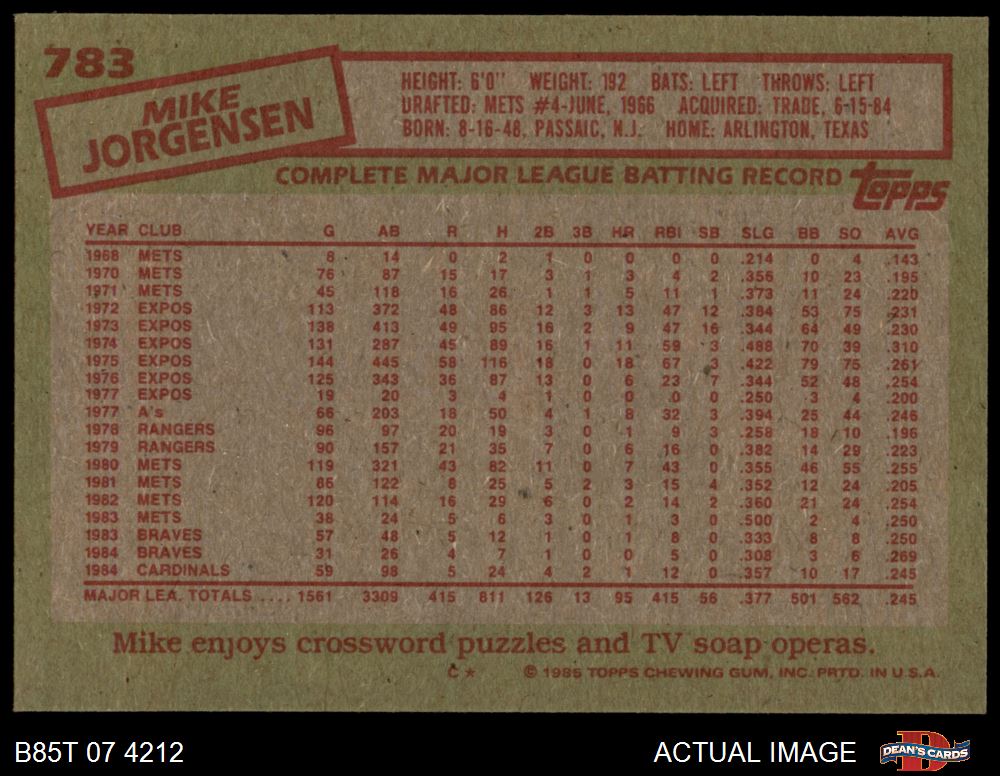 783
MIKE
JORGENSEN
HEIGHT: 6'0" WEIGHT: 192 BATS: LEFT THROWS: LEFT
DRAFTED: METS #4-JUNE, 1966 ACQUIRED: TRADE, 6-15-84
BORN: 8-16-48, PASSAIC, N.J. HOME: ARLINGTON, TEXAS
COMPLETE MAJOR LEAGUE BATTING RECORD topps
YEAR CLUB G AB R H 2B 3B HR RBI SB SLG BB SO AVG
1968 METS 8 14 0 2 1 0 0 0 0 .214 0 4 .143
1970 METS 76 87 15 17 3 1 3 4 2 .356 10 23 .195
1971 METS 45 118 16 26 1 1 5 11 1 .373 11 24 .220
1972 EXPOS 113 372 48 86 12 3 13 47 12 .384 53 75 .231
1973 EXPOS 138 413 49 95 16 2 9 47 16 .344 64 49 .230
1974 EXPOS 131 287 45 89 16 1 11 59 3 .488 70 39 .310
1975 EXPOS 144 445 58 116 18 0 18 67 3 .422 79 75 .261
1976 EXPOS 125 343 36 87 13 0 6 23 7 .344 52 48 .254
1977 EXPOS 19 20 3 4 1 0 0 0 0 .250 3 4 .200
1977 A's 66 203 18 50 4 1 8 32 3 .394 25 44 .246
1978 RANGERS 96 97 20 19 3 0 1 9 3 .258 18 10 .196
1979 RANGERS 90 157 21 35 7 0 6 16 0 .382 14 29 .223
1980 METS 119 321 43 82 11 0 7 43 0 .355 46 55 .255
1981 METS 86 122 8 25 5 2 3 15 4 .352 12 24 .205
1982 METS 120 114 16 29 6 0 2 14 2 .360 21 24 .254
1983 METS 38 24 5 6 3 0 1 3 0 .500 2 4 .250
1983 BRAVES 57 48 5 12 1 0 1 8 0 .333 8 8 .250
1984 BRAVES 31 26 4 7 1 0 0 5 0 .308 3 6 .269
1984 CARDINALS 59 98 5 24 4 2 1 12 0 .357 10 17 .245
MAJOR LEA. TOTALS .... 1561 3309 415 811 126 13 95 415 56 .377 501 562 .245
Mike enjoys crossword puzzles and TV soap operas.
C★ © 1985 TOPPS CHEWING GUM, INC. PRTD. IN U.S.A.
B85T 07 4212 ACTUAL IMAGE DEAN'S CARDS